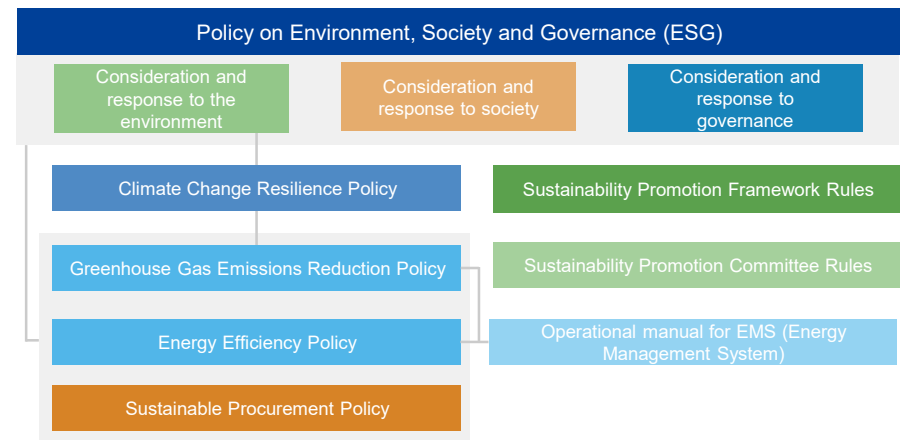 Policy on Environment, Society and Governance (ESG)
Consideration and
response to the
environment
Consideration and
response to society
Consideration and
response to
governance
Climate Change Resilience Policy
Sustainability Promotion Framework Rules
Greenhouse Gas Emissions Reduction Policy
Sustainability Promotion Committee Rules
Energy Efficiency Policy
Operational manual for EMS (Energy
Management System)
Sustainable Procurement Policy